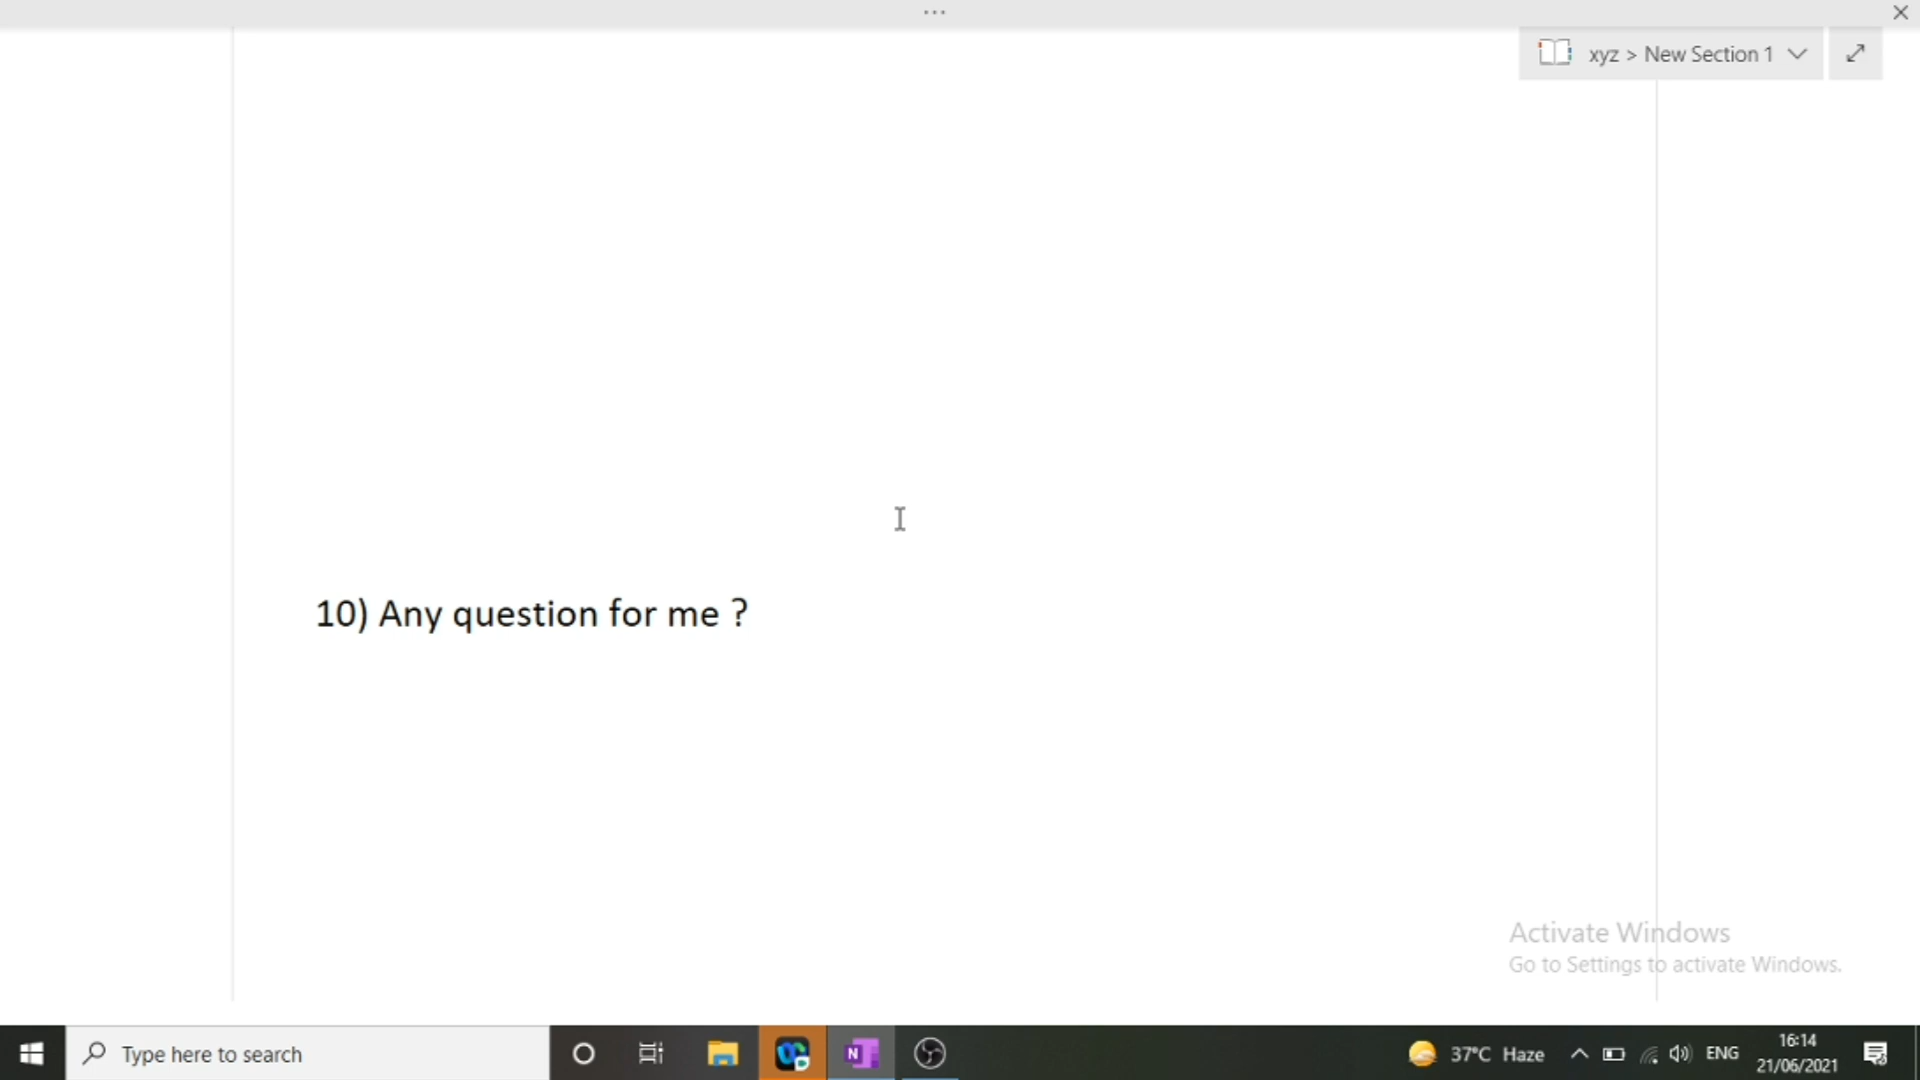 xyz > New Section 1
10) Any question for me ?
Activate Windows
Go to Settings to activate Windows.
Type here to search
N
37°C Haze
ENG
16:14
21/06/2021